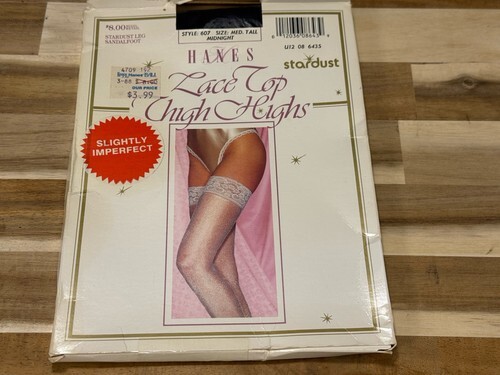 $8.00
STARDUST LEG
SANDALFOOT
STYLE: 607 SIZE: MED. TALL
MIDNIGHT
U12 08 6435
HANES
stardust
Lace Top
Thigh Highs
OUR PRICE
$3.99
SLIGHTLY
IMPERFECT